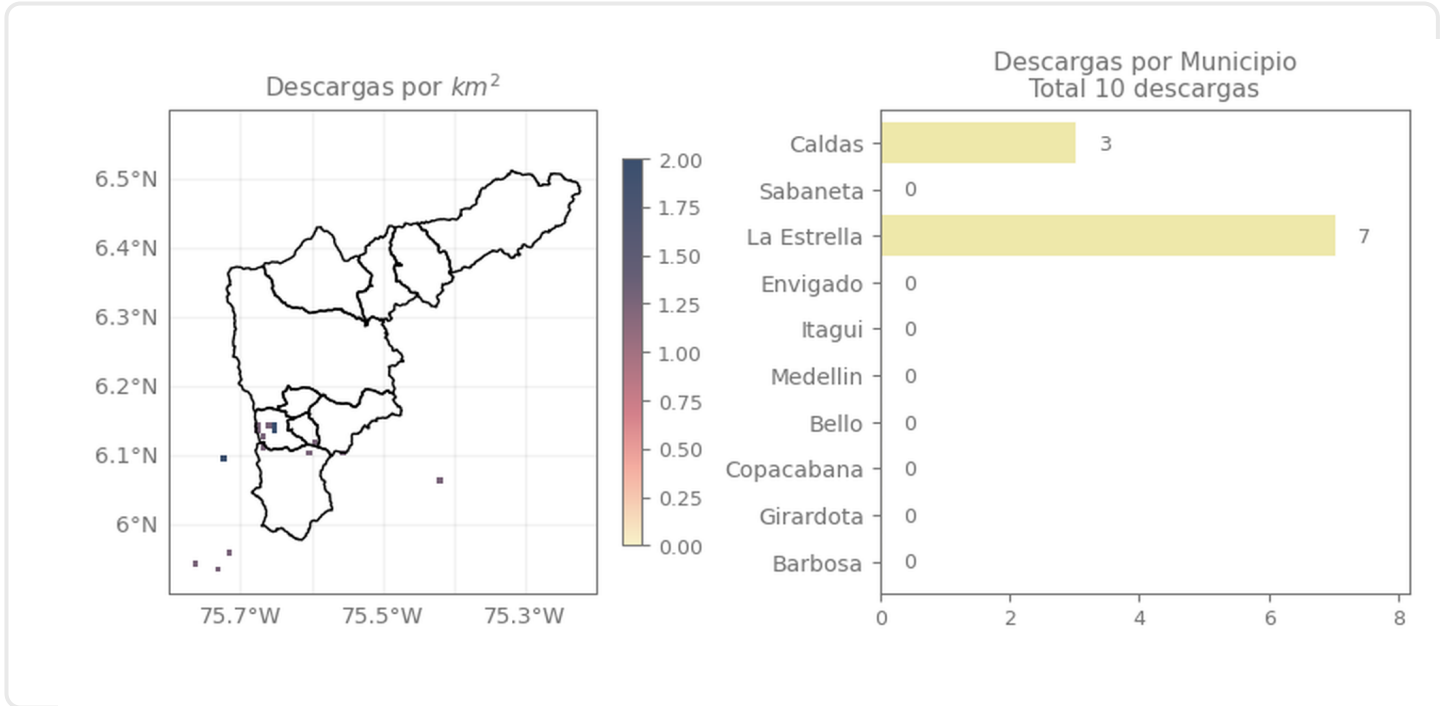 Descargas por km²
6.5°N
6.4°N
6.3°N
6.2°N
6.1°N
6°N
75.7°W 75.5°W 75.3°W
2.00
1.75
1.50
1.25
1.00
0.75
0.50
0.25
0.00
Descargas por Municipio
Total 10 descargas
Caldas 3
Sabaneta 0
La Estrella 7
Envigado 0
Itagui 0
Medellin 0
Bello 0
Copacabana 0
Girardota 0
Barbosa 0
0 2 4 6 8